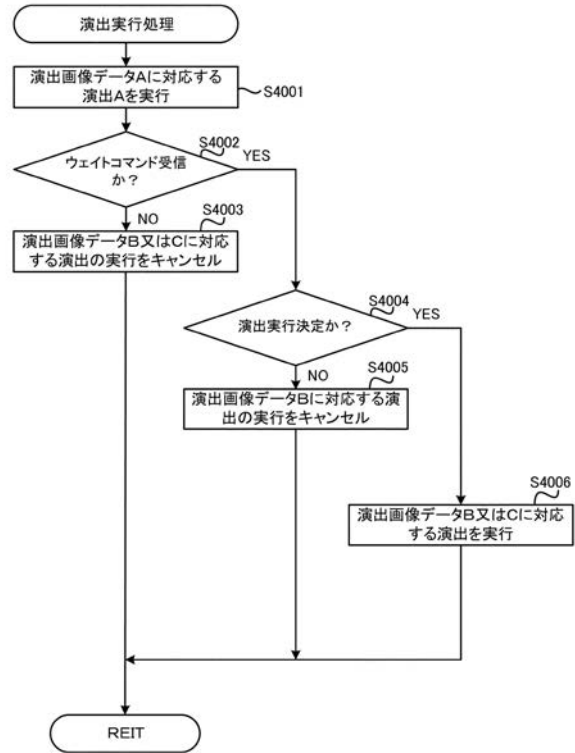 演出実行処理
演出画像データAに対応する
演出Aを実行
S4001
S4002
ウェイトコマンド受信
か？
YES
NO
S4003
演出画像データB又はCに対応
する演出の実行をキャンセル
S4004
演出実行決定か？
YES
NO
S4005
演出画像データBに対応する演
出の実行をキャンセル
S4006
演出画像データB又はCに対応
する演出を実行
REIT